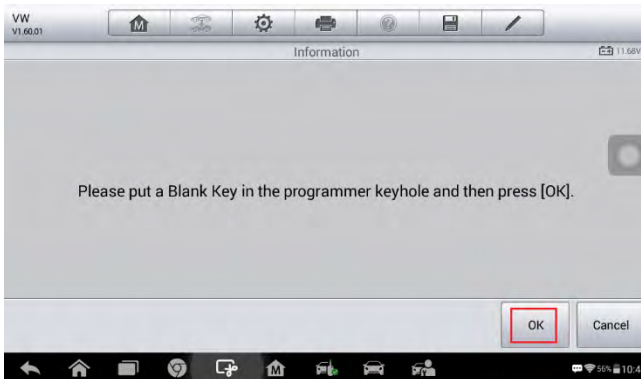 VW
V1.60.01
Information
11.68V
Please put a Blank Key in the programmer keyhole and then press [OK].
OK
Cancel
56%